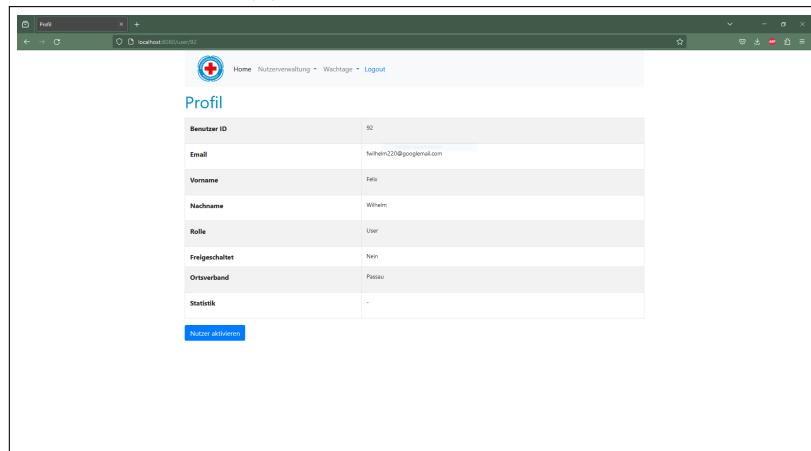 Profil
localhost:8080/user/92
Home Nutzerverwaltung Wachtage Logout
Profil
Benutzer ID 92
Email fwilhelm220@googlemail.com
Vorname Felix
Nachname Wilhelm
Rolle User
Freigeschaltet Nein
Ortsverband Passau
Statistik -
Nutzer aktivieren